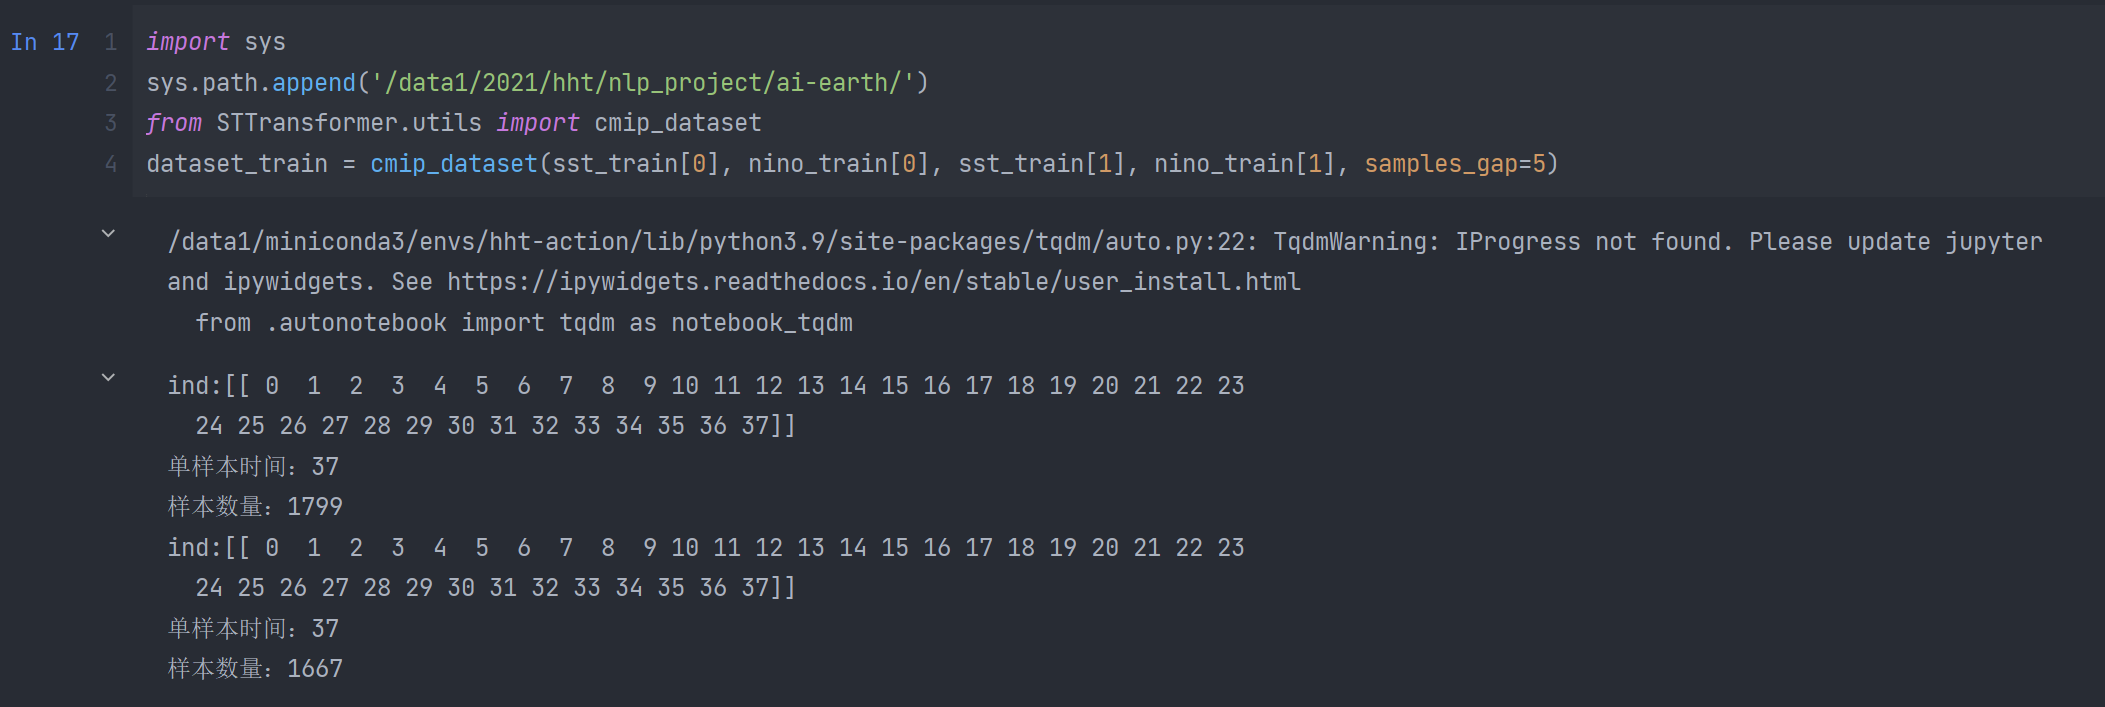 In 17
1 import sys
2 sys.path.append('/data1/2021/hht/nlp_project/ai-earth/')
3 from STTransformer.utils import cmip_dataset
4 dataset_train = cmip_dataset(sst_train[0], nino_train[0], sst_train[1], nino_train[1], samples_gap=5)
/data1/miniconda3/envs/hht-action/lib/python3.9/site-packages/tqdm/auto.py:22: TqdmWarning: IProgress not found. Please update jupyter
and ipywidgets. See https://ipywidgets.readthedocs.io/en/stable/user_install.html
  from .autonotebook import tqdm as notebook_tqdm
ind:[[ 0  1  2  3  4  5  6  7  8  9 10 11 12 13 14 15 16 17 18 19 20 21 22 23
  24 25 26 27 28 29 30 31 32 33 34 35 36 37]]
单样本时间：37
样本数量：1799
ind:[[ 0  1  2  3  4  5  6  7  8  9 10 11 12 13 14 15 16 17 18 19 20 21 22 23
  24 25 26 27 28 29 30 31 32 33 34 35 36 37]]
单样本时间：37
样本数量：1667